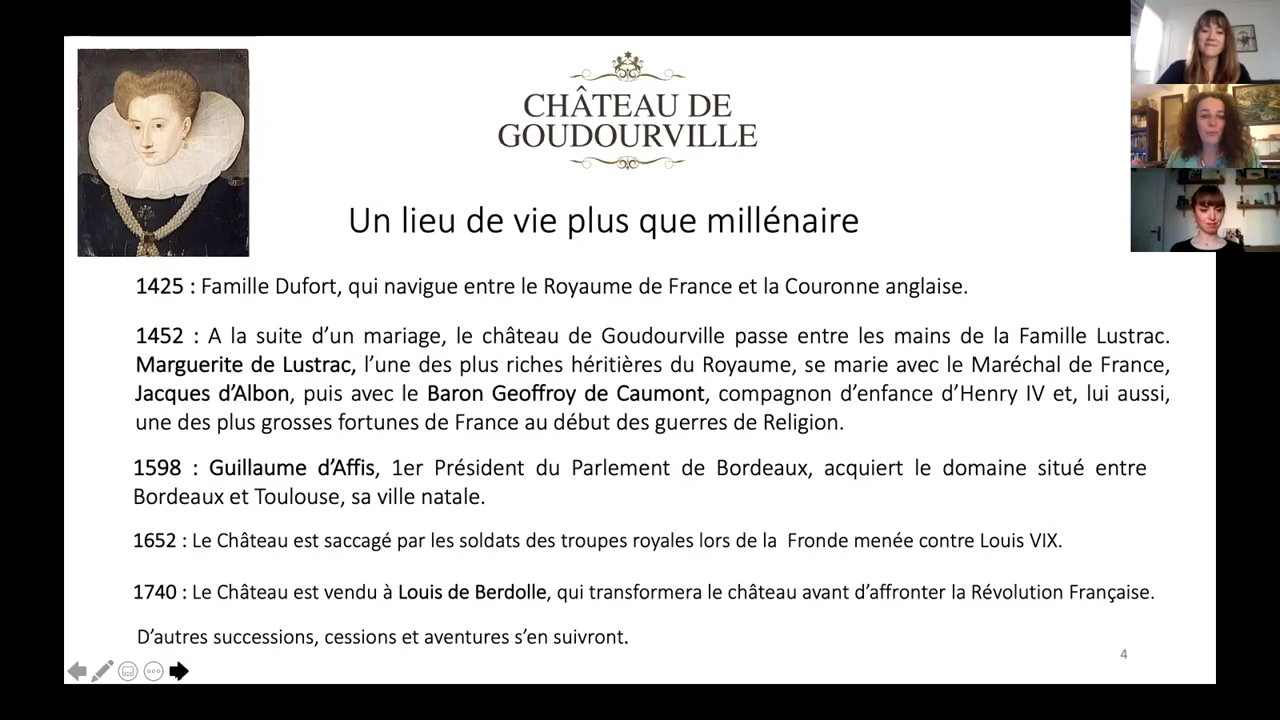 CHÂTEAU DE
GOUDOURVILLE
Un lieu de vie plus que millénaire
1425 : Famille Dufort, qui navigue entre le Royaume de France et la Couronne anglaise.
1452 : A la suite d’un mariage, le château de Goudourville passe entre les mains de la Famille Lustrac.
Marguerite de Lustrac, l’une des plus riches héritières du Royaume, se marie avec le Maréchal de France,
Jacques d’Albon, puis avec le Baron Geoffroy de Caumont, compagnon d’enfance d’Henry IV et, lui aussi,
une des plus grosses fortunes de France au début des guerres de Religion.
1598 : Guillaume d’Affis, 1er Président du Parlement de Bordeaux, acquiert le domaine situé entre
Bordeaux et Toulouse, sa ville natale.
1652 : Le Château est saccagé par les soldats des troupes royales lors de la  Fronde menée contre Louis VIX.
1740 : Le Château est vendu à Louis de Berdolle, qui transformera le château avant d’affronter la Révolution Française.
D’autres successions, cessions et aventures s’en suivront.
4